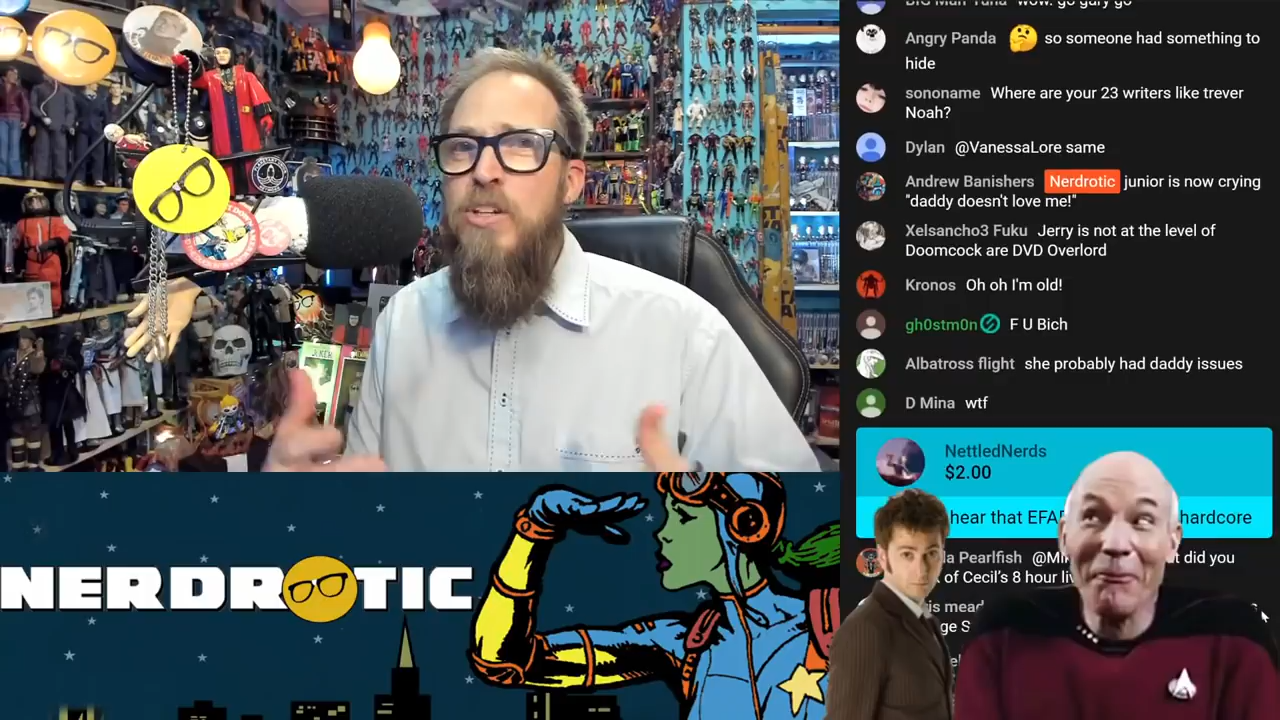 wow. go gary go
Angry Panda so someone had something to
hide
sononame Where are your 23 writers like trever
Noah?
Dylan @VanessaLore same
Andrew Banishers Nerdrotic junior is now crying
"daddy doesn't love me!"
Xelsancho3 Fuku Jerry is not at the level of
Doomcock are DVD Overlord
Kronos Oh oh I'm old!
gh0stm0n F U Bich
Albatross flight she probably had daddy issues
D Mina wtf
NettledNerds
$2.00
hear that hardcore
Pearlfish did you
of Cecil's 8 hour
JOKER
NERDROTIC